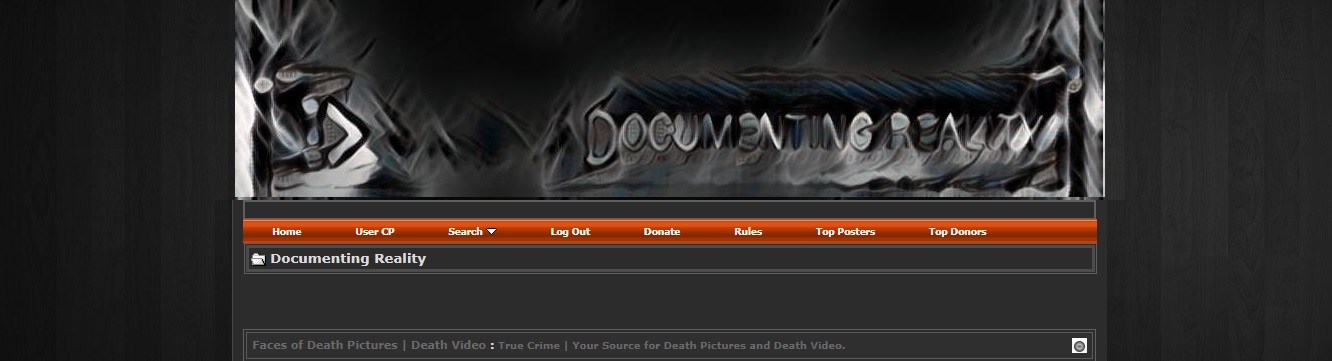 DOCUMENTING REALITY
Home User CP Search Log Out Donate Rules Top Posters Top Donors
Documenting Reality
Faces of Death Pictures | Death Video : True Crime | Your Source for Death Pictures and Death Video.